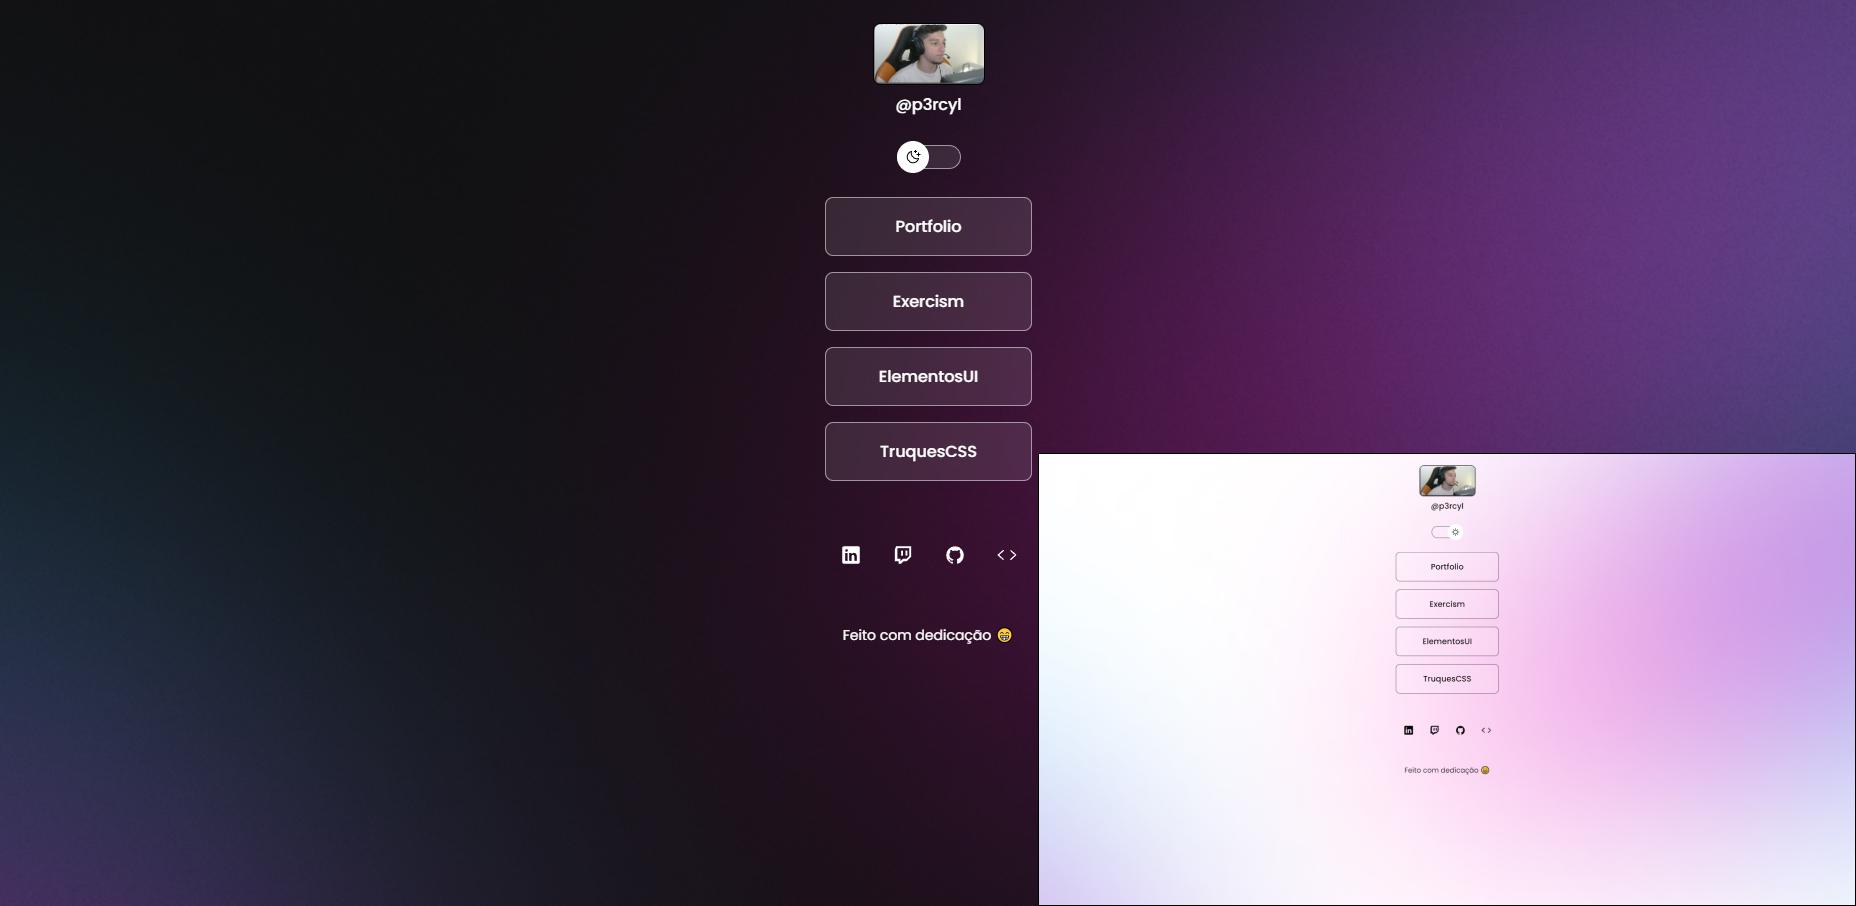 @p3rcyl
Portfolio
Exercism
ElementosUI
TruquesCSS
Feito com dedicação 😁
@p3rcyl
Portfolio
Exercism
ElementosUI
TruquesCSS
Feito com dedicação 😁